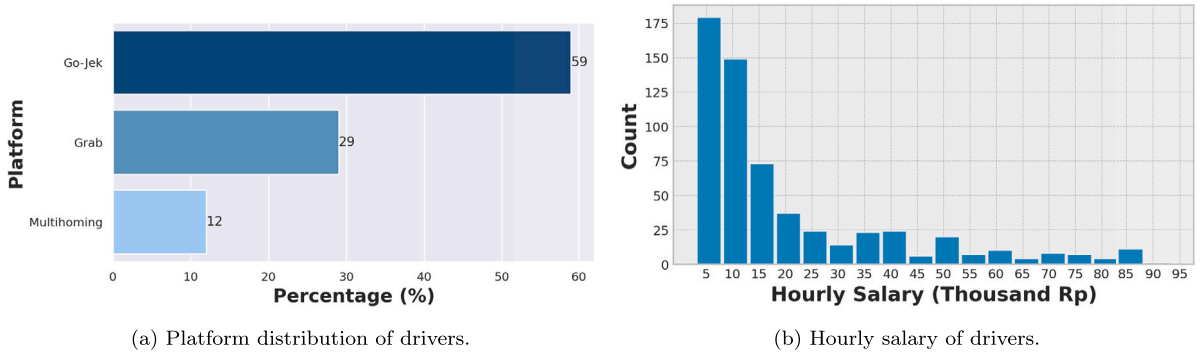 Platform
Go-Jek
59
Grab
29
Multihoming
12
0 10 20 30 40 50 60
Percentage (%)
(a) Platform distribution of drivers.
Count
175
150
125
100
75
50
25
0
5 10 15 20 25 30 35 40 45 50 55 60 65 70 75 80 85 90 95
Hourly Salary (Thousand Rp)
(b) Hourly salary of drivers.